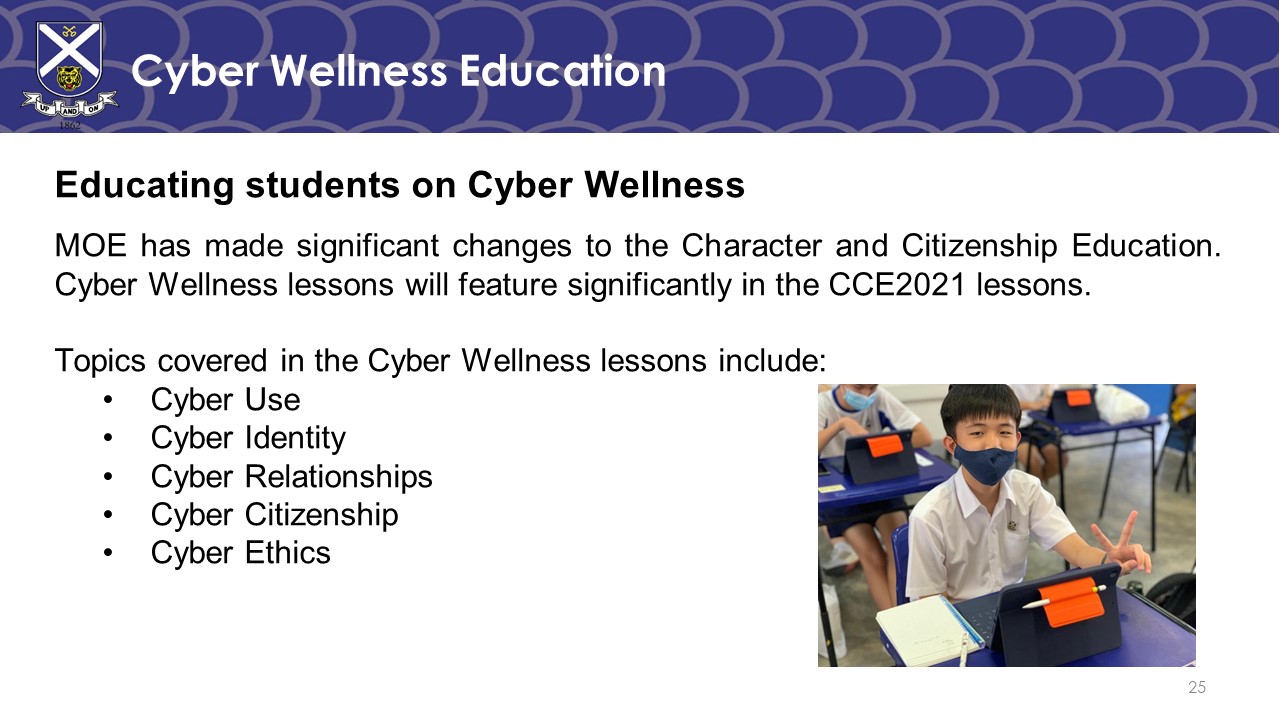 Cyber Wellness Education
UP AND ON
1862
Educating students on Cyber Wellness
MOE has made significant changes to the Character and Citizenship Education.
Cyber Wellness lessons will feature significantly in the CCE2021 lessons.
Topics covered in the Cyber Wellness lessons include:
• Cyber Use
• Cyber Identity
• Cyber Relationships
• Cyber Citizenship
• Cyber Ethics
25